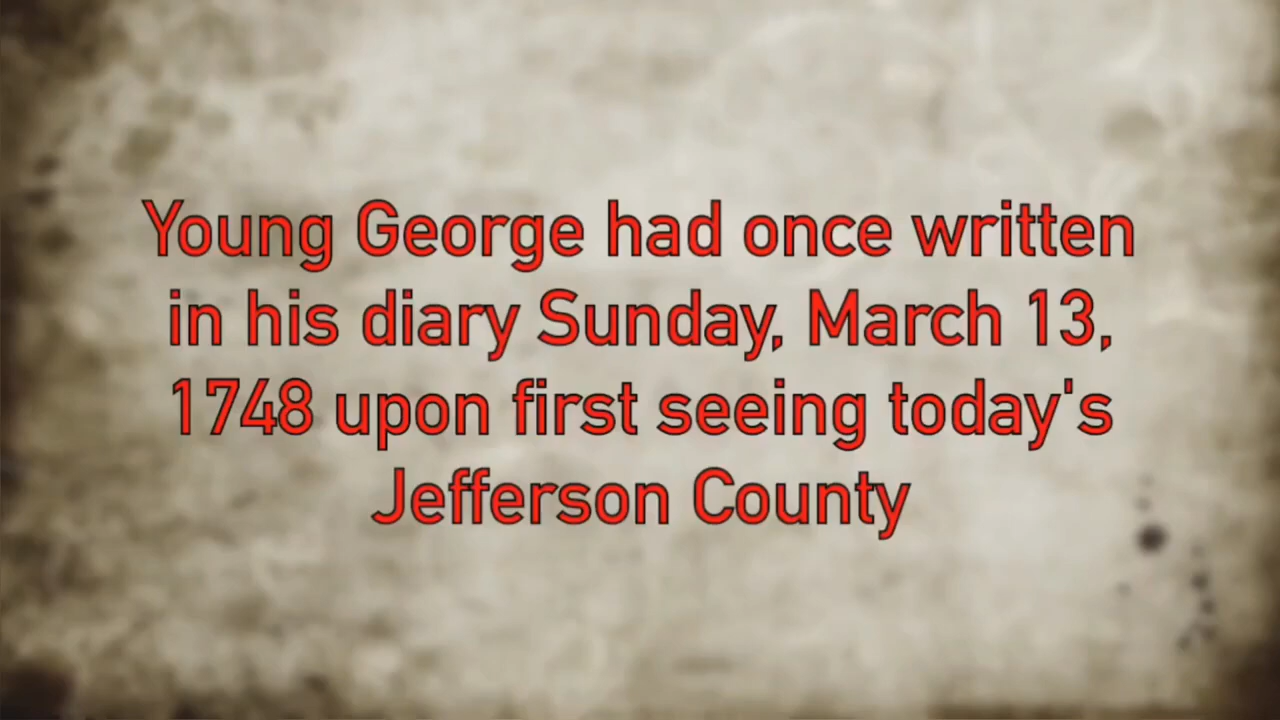 Young George had once written
in his diary Sunday, March 13,
1748 upon first seeing today's
Jefferson County